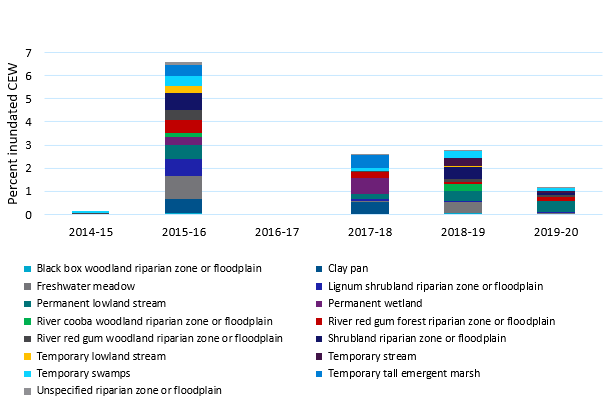 7
6
5
4
3
2
1
0
Percent inundated CEW
2014-15 2015-16 2016-17 2017-18 2018-19 2019-20
Black box woodland riparian zone or floodplain Clay pan
Freshwater meadow Lignum shrubland riparian zone or floodplain
Permanent lowland stream Permanent wetland
River cooba woodland riparian zone or floodplain River red gum forest riparian zone or floodplain
River red gum woodland riparian zone or floodplain Shrubland riparian zone or floodplain
Temporary lowland stream Temporary stream
Temporary swamps Temporary tall emergent marsh
Unspecified riparian zone or floodplain